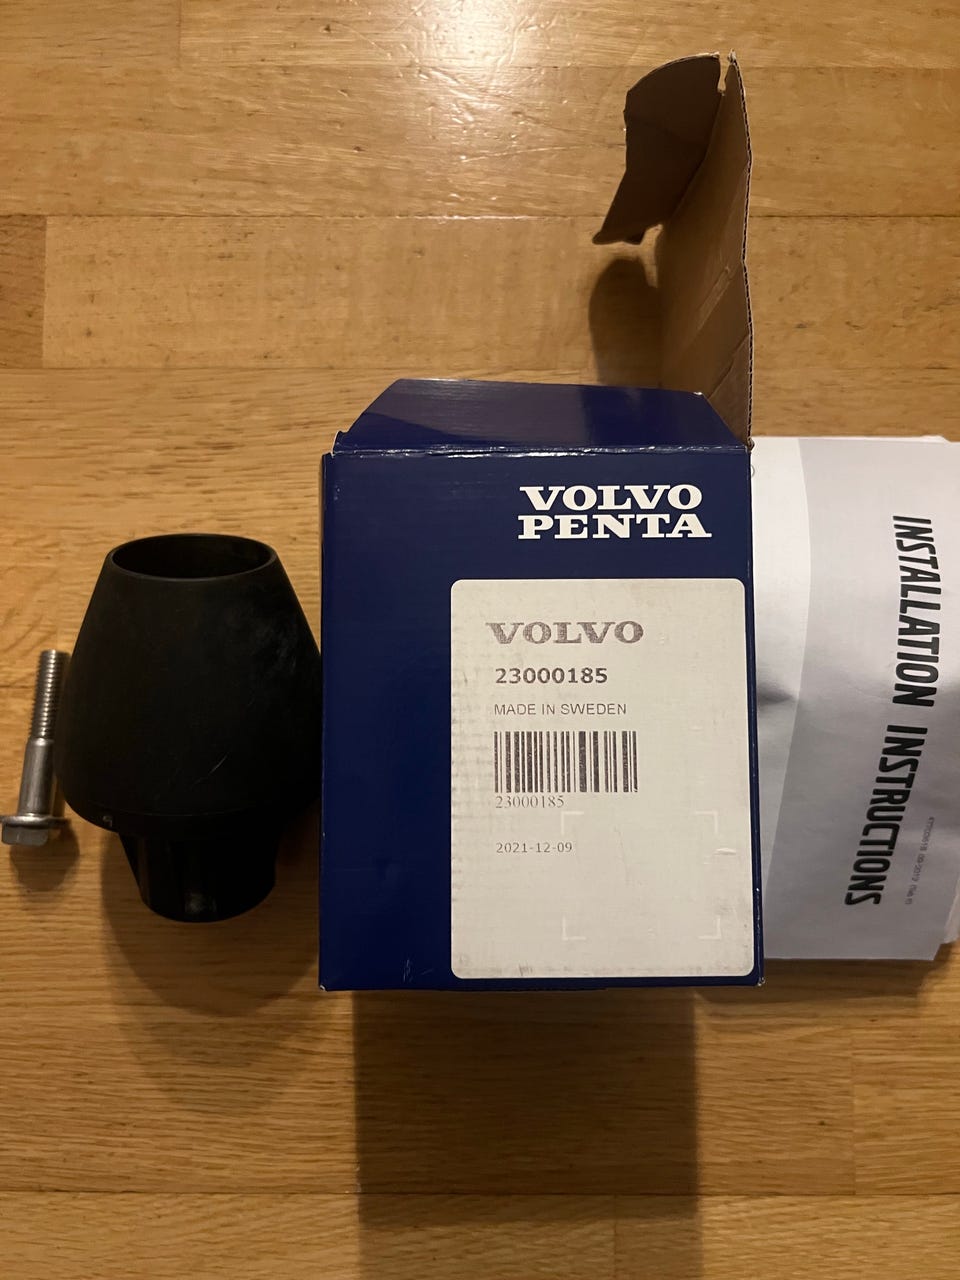 VOLVO
PENTA
VOLVO
23000185
MADE IN SWEDEN
23000185
2021-12-09
INSTALLATION INSTRUCTIONS